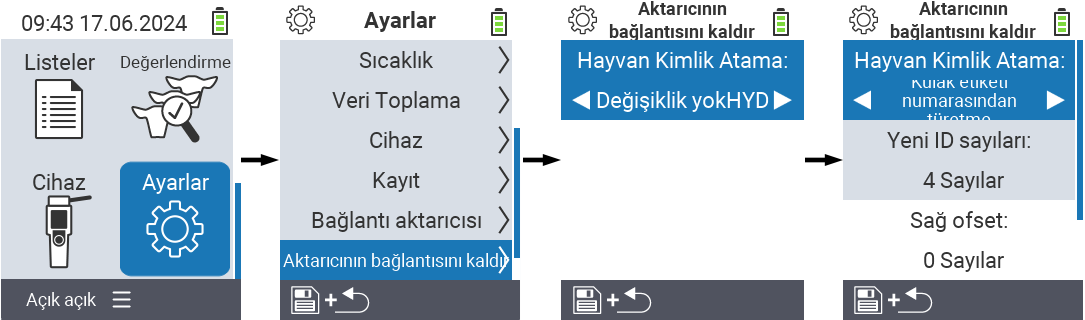 09:43 17.06.2024
Listeler
Değerlendirme
Cihaz
Ayarlar
Açık açık
Ayarlar
Sıcaklık
Veri Toplama
Cihaz
Kayıt
Bağlantı aktarıcısı
Aktarıcının bağlantısını kaldır
+
Aktarıcının
bağlantısını kaldır
Hayvan Kimlik Atama:
Değişiklik yokHYD
+
Aktarıcının
bağlantısını kaldır
Hayvan Kimlik Atama:
Kulak etiketi
numarasından
türetme
Yeni ID sayıları:
4 Sayılar
Sağ ofset:
0 Sayılar
+